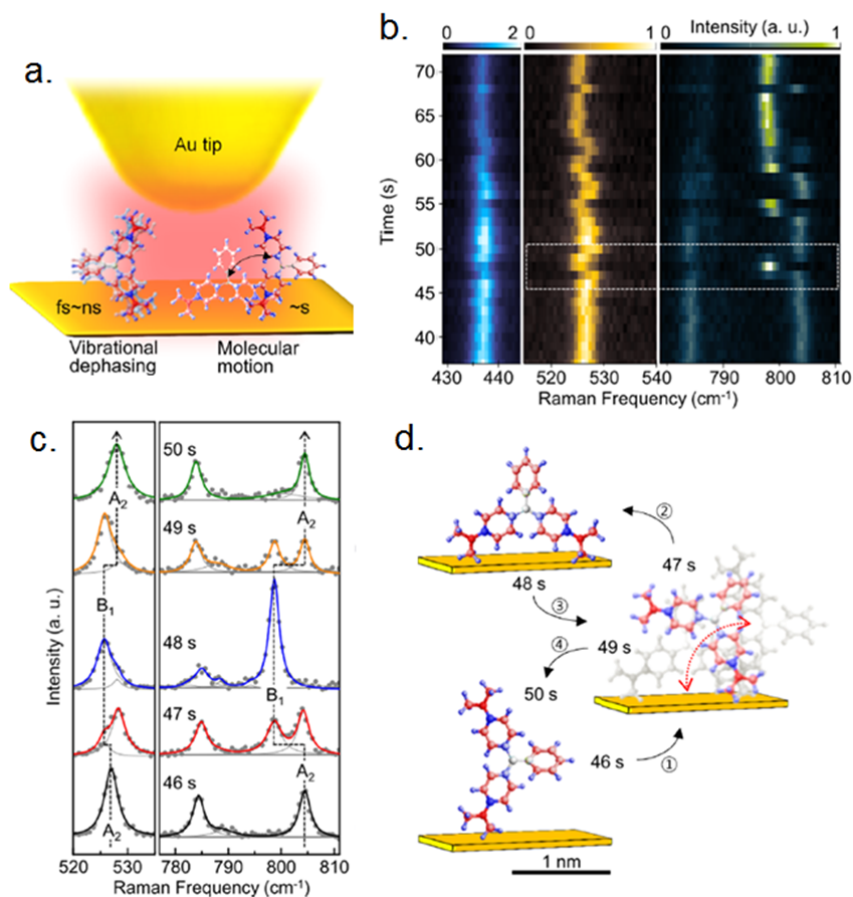 a.
Au tip
fs~ns
~s
Vibrational
dephasing
Molecular
motion
b.
0 2
0 1
Intensity (a. u.)
0 1
Time (s)
70
65
60
55
50
45
40
430 440
520 530 540
790 800 810
Raman Frequency (cm⁻¹)
c.
Intensity (a. u.)
50 s
A₂
A₂
49 s
B₁
48 s
B₁
47 s
46 s
A₂
A₂
520 530
780 790 800 810
Raman Frequency (cm⁻¹)
d.
②
47 s
48 s
③
④
49 s
50 s
46 s
①
1 nm